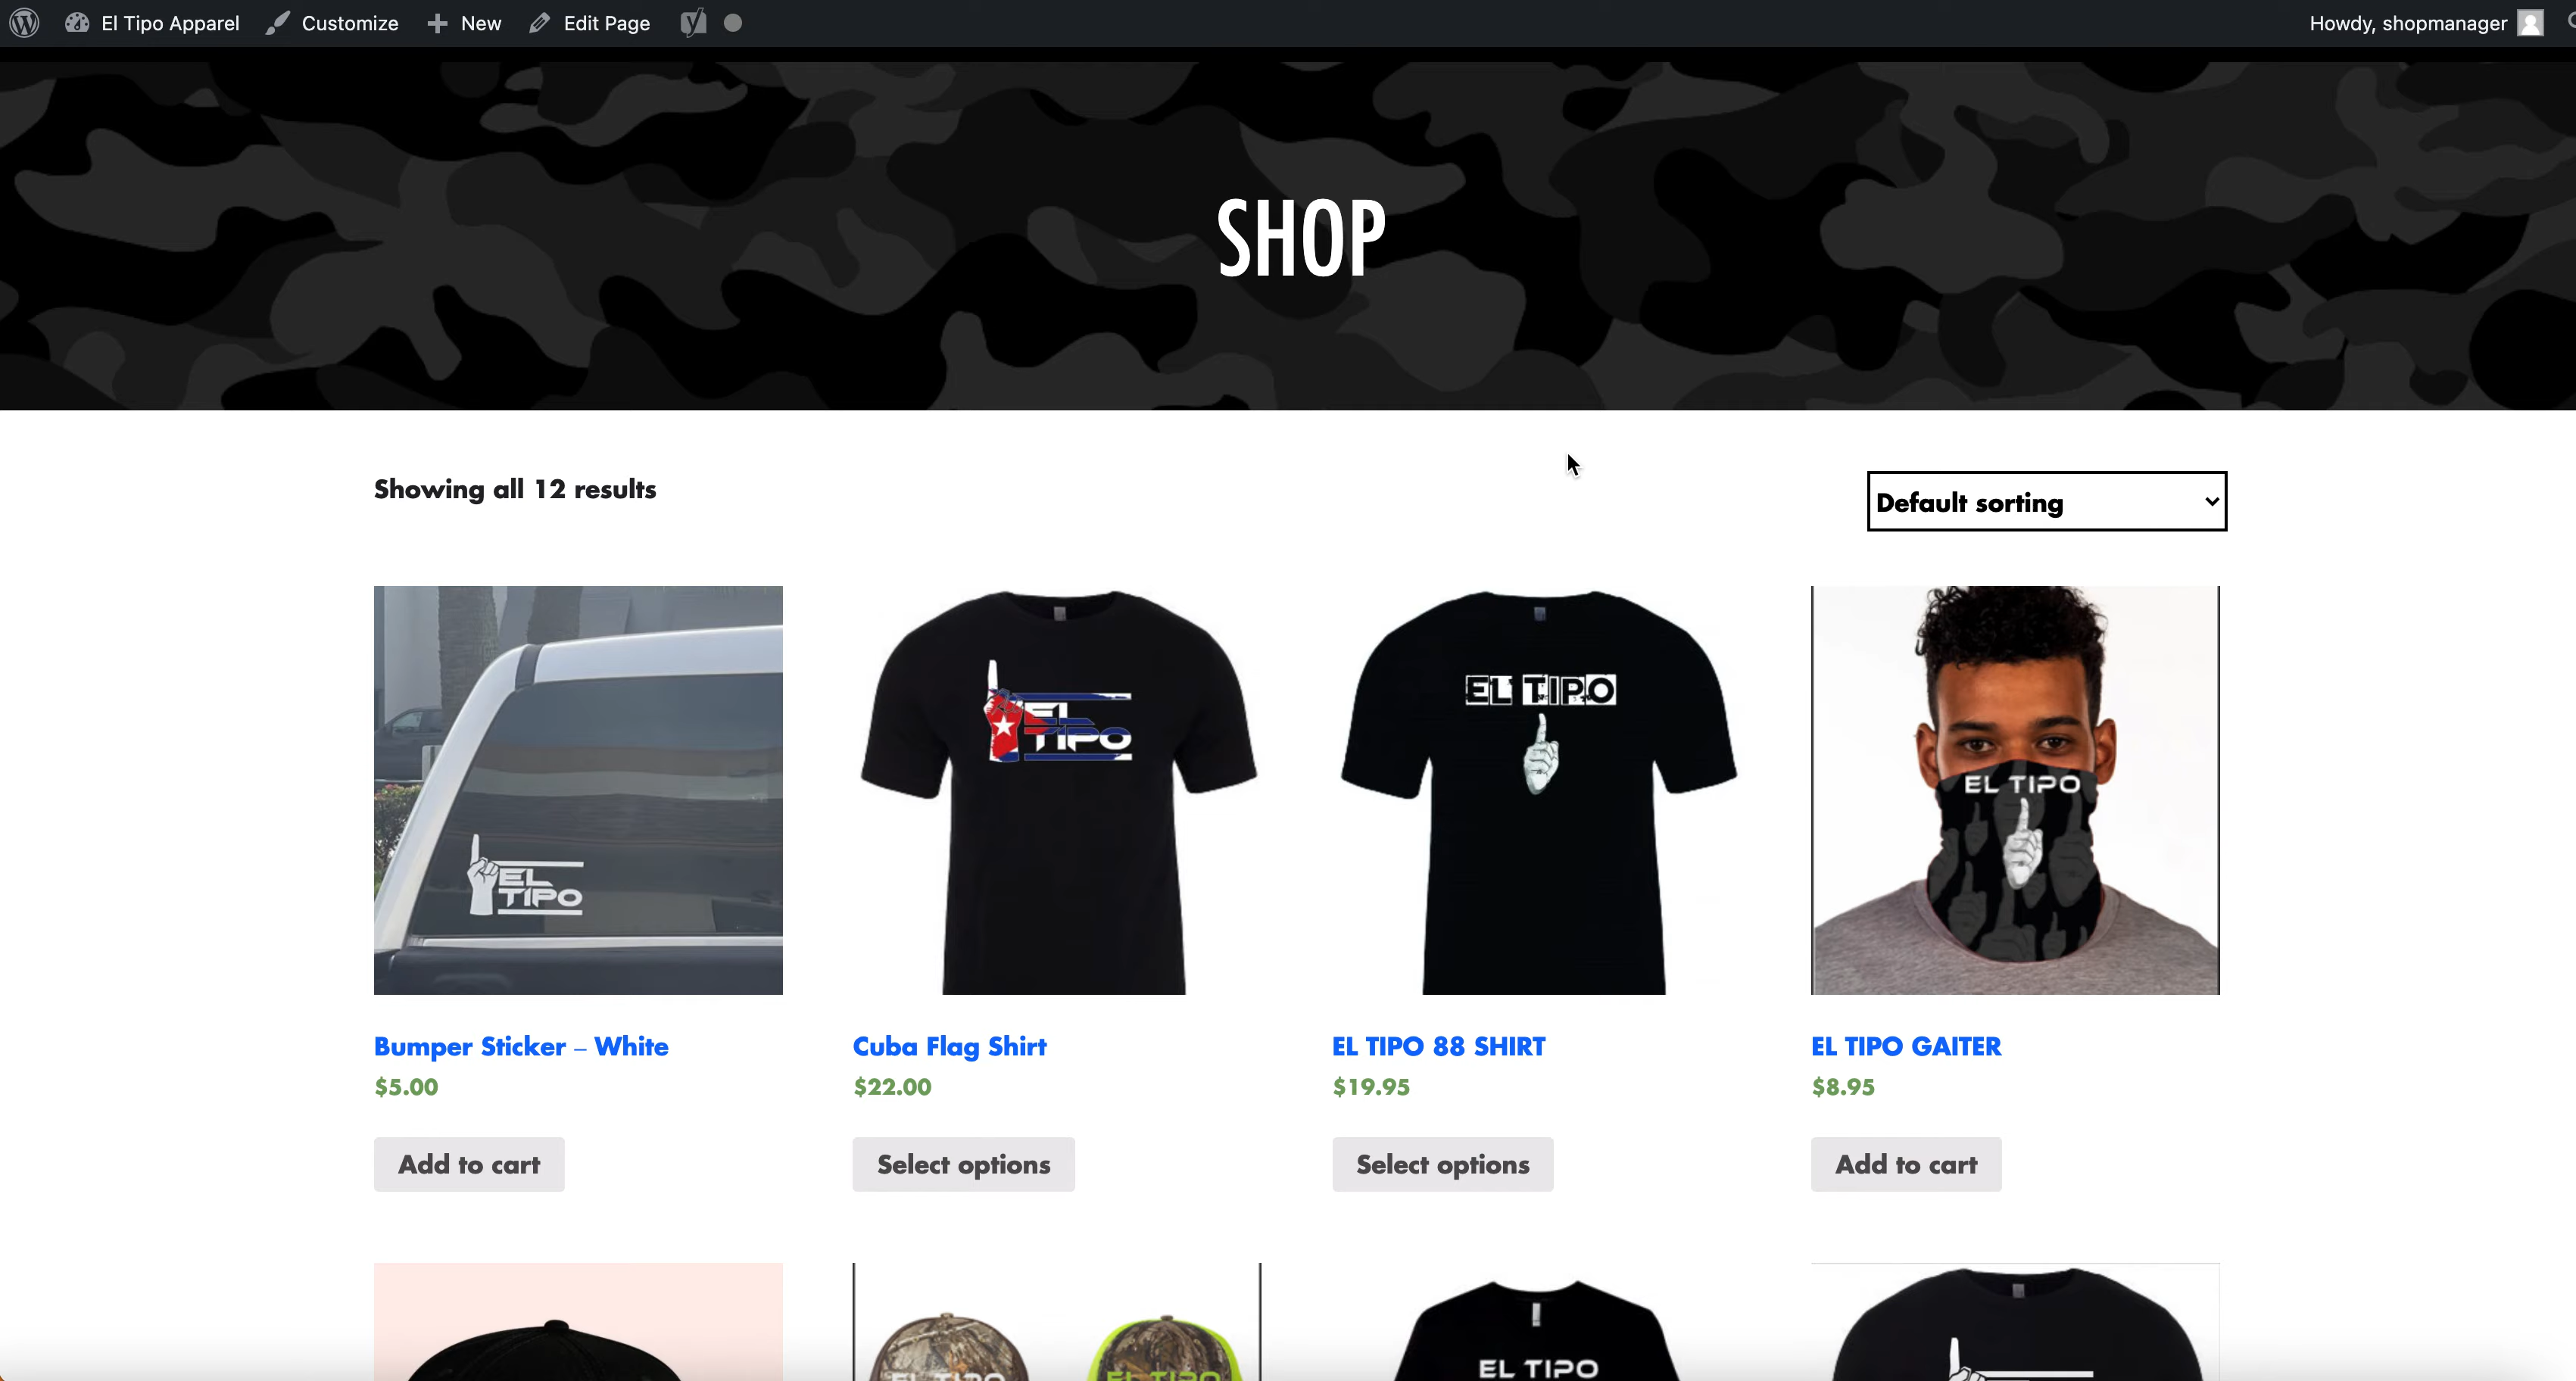 El Tipo Apparel Customize New Edit Page Howdy, shopmanager
SHOP
Showing all 12 results
Default sorting
EL
TIPO
EL
TIPO
EL TIPO
EL TIPO
Bumper Sticker – White
$5.00
Add to cart
Cuba Flag Shirt
$22.00
Select options
EL TIPO 88 SHIRT
$19.95
Select options
EL TIPO GAITER
$8.95
Add to cart
EL TIPO
EL TIPO
EL TIPO